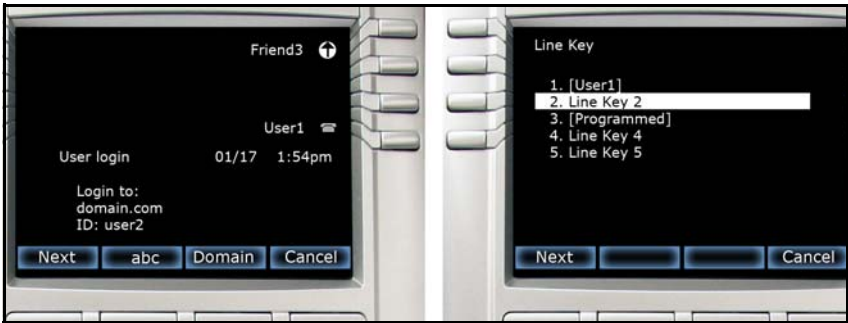 Friend3
User1
User login 01/17 1:54pm
Login to:
domain.com
ID: user2
Next abc Domain Cancel
Line Key
1. [User1]
2. Line Key 2
3. [Programmed]
4. Line Key 4
5. Line Key 5
Next Cancel